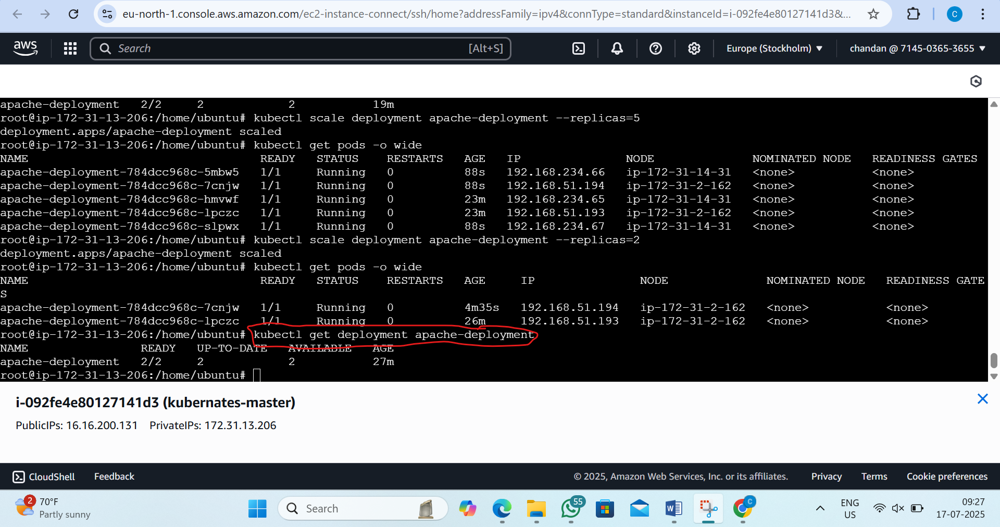 eu-north-1.console.aws.amazon.com/ec2-instance-connect/ssh/home?addressFamily=ipv4&connType=standard&instanceId=i-092fe4e80127141d3&...
C
aws
Search [Alt+S]
Europe (Stockholm) ▼
chandan @ 7145-0365-3655 ▼
apache-deployment 2/2 2 2 19m
root@ip-172-31-13-206:/home/ubuntu# kubectl scale deployment apache-deployment --replicas=5
deployment.apps/apache-deployment scaled
root@ip-172-31-13-206:/home/ubuntu# kubectl get pods -o wide
NAME READY STATUS RESTARTS AGE IP NODE NOMINATED NODE READINESS GATES
apache-deployment-784dcc968c-5mbw5 1/1 Running 0 88s 192.168.234.66 ip-172-31-14-31 <none> <none>
apache-deployment-784dcc968c-7cnjw 1/1 Running 0 88s 192.168.51.194 ip-172-31-2-162 <none> <none>
apache-deployment-784dcc968c-hmvwf 1/1 Running 0 23m 192.168.234.65 ip-172-31-14-31 <none> <none>
apache-deployment-784dcc968c-lpczc 1/1 Running 0 23m 192.168.51.193 ip-172-31-2-162 <none> <none>
apache-deployment-784dcc968c-slpwx 1/1 Running 0 88s 192.168.234.67 ip-172-31-14-31 <none> <none>
root@ip-172-31-13-206:/home/ubuntu# kubectl scale deployment apache-deployment --replicas=2
deployment.apps/apache-deployment scaled
root@ip-172-31-13-206:/home/ubuntu# kubectl get pods -o wide
NAME READY STATUS RESTARTS AGE IP NODE NOMINATED NODE READINESS GATE
S
apache-deployment-784dcc968c-7cnjw 1/1 Running 0 4m35s 192.168.51.194 ip-172-31-2-162 <none> <none>
apache-deployment-784dcc968c-lpczc 1/1 Running 0 26m 192.168.51.193 ip-172-31-2-162 <none> <none>
root@ip-172-31-13-206:/home/ubuntu# kubectl get deployment apache-deployment
NAME READY UP-TO-DATE AVAILABLE AGE
apache-deployment 2/2 2 2 27m
root@ip-172-31-13-206:/home/ubuntu#
i-092fe4e80127141d3 (kubernates-master)
PublicIPs: 16.16.200.131 PrivateIPs: 172.31.13.206
CloudShell Feedback © 2025, Amazon Web Services, Inc. or its affiliates. Privacy Terms Cookie preferences
2
70°F
Partly sunny
Search
55
W
C
ENG
US
09:27
17-07-2025